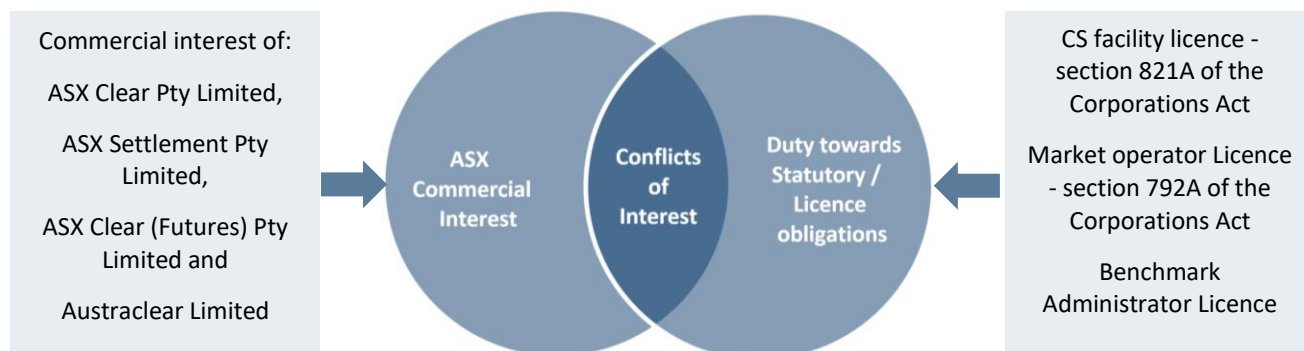 Commercial interest of:
ASX Clear Pty Limited,
ASX Settlement Pty
Limited,
ASX Clear (Futures) Pty
Limited and
Austraclear Limited
ASX
Commercial
Interest
Conflicts
of
Interest
Duty towards
Statutory /
Licence
obligations
CS facility licence -
section 821A of the
Corporations Act
Market operator Licence
- section 792A of the
Corporations Act
Benchmark
Administrator Licence